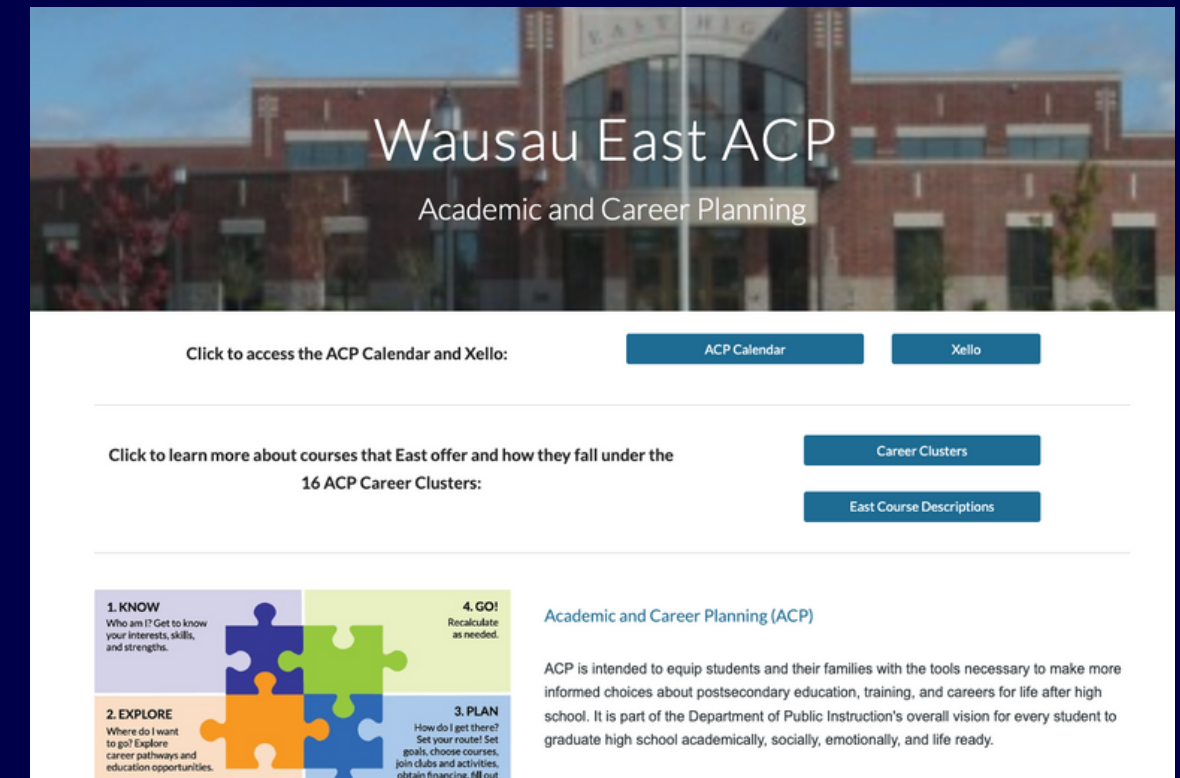 EAST HIGH
Wausau East ACP
Academic and Career Planning
Click to access the ACP Calendar and Xello:
ACP Calendar
Xello
Click to learn more about courses that East offer and how they fall under the
16 ACP Career Clusters:
Career Clusters
East Course Descriptions
1. KNOW
Who am I? Get to know
your interests, skills,
and strengths.
4. GO!
Recalculate
as needed.
2. EXPLORE
Where do I want
to go? Explore
career pathways and
education opportunities.
3. PLAN
How do I get there?
Set your route! Set
goals, choose courses,
join clubs and activities,
obtain financing, fill out
Academic and Career Planning (ACP)
ACP is intended to equip students and their families with the tools necessary to make more
informed choices about postsecondary education, training, and careers for life after high
school. It is part of the Department of Public Instruction's overall vision for every student to
graduate high school academically, socially, emotionally, and life ready.